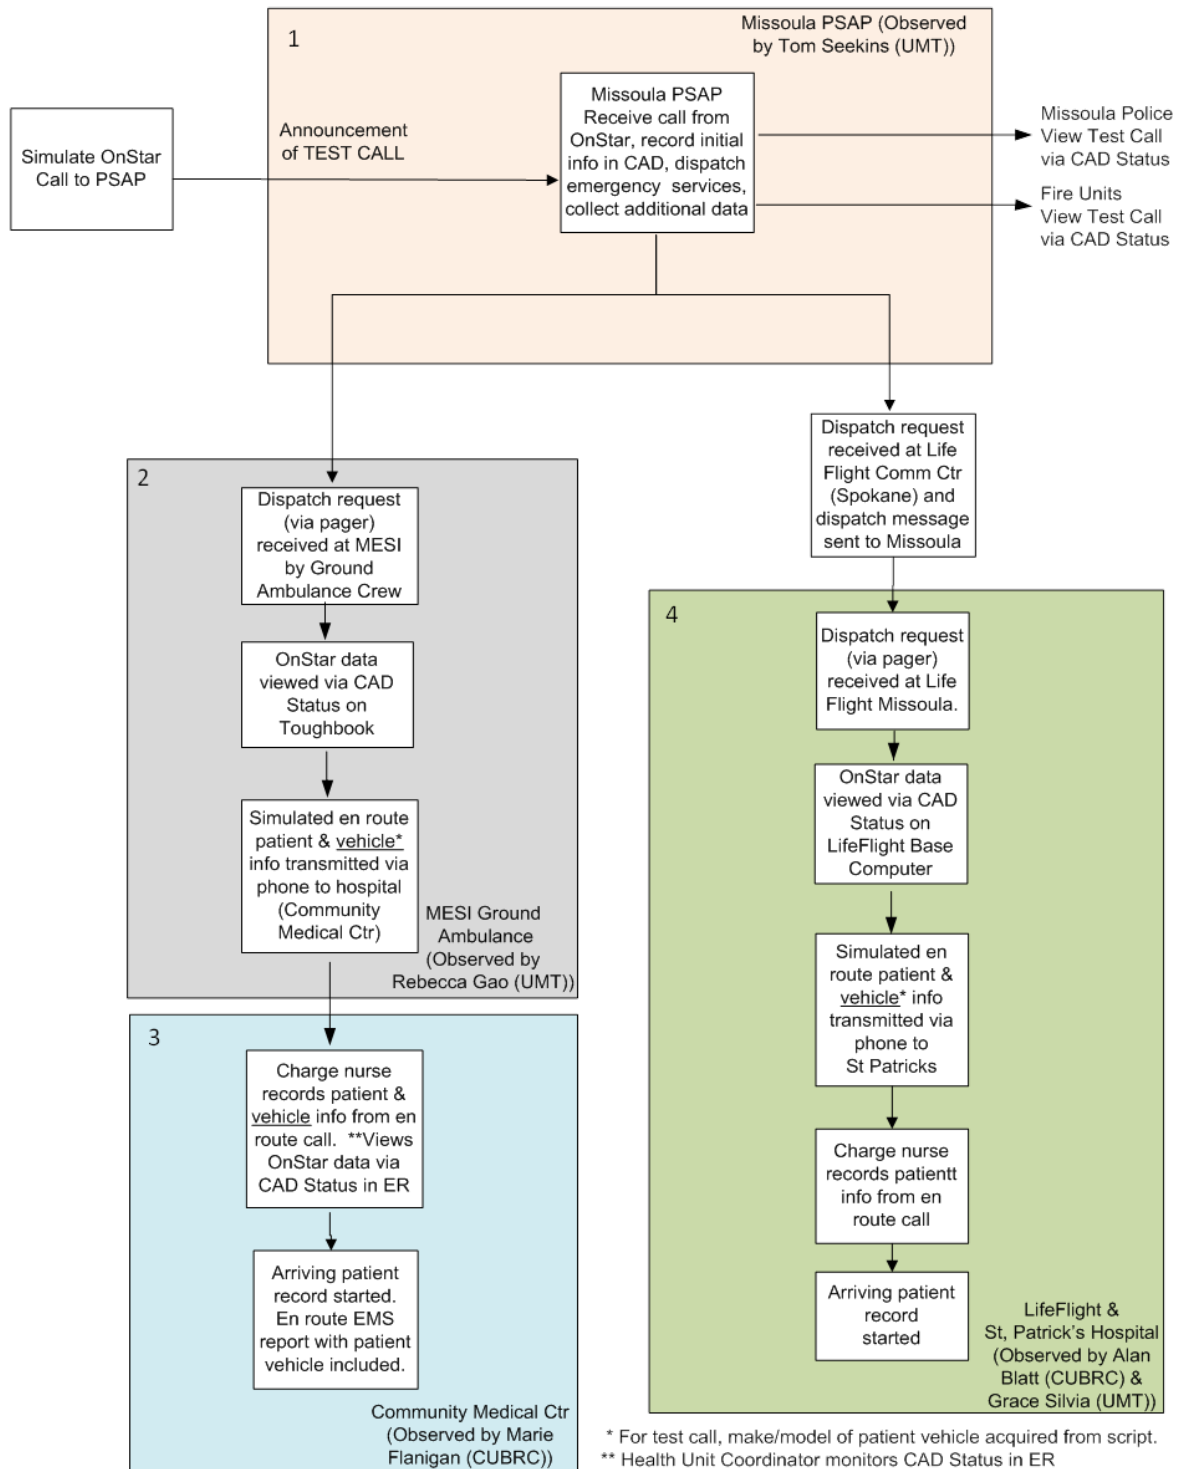 1
Missoula PSAP (Observed
by Tom Seekins (UMT))
Simulate OnStar
Call to PSAP
Announcement
of TEST CALL
Missoula PSAP
Receive call from
OnStar, record initial
info in CAD, dispatch
emergency services,
collect additional data
Missoula Police
View Test Call
via CAD Status
Fire Units
View Test Call
via CAD Status
2
Dispatch request
(via pager)
received at MESI
by Ground
Ambulance Crew
OnStar data
viewed via CAD
Status on
Toughbook
Simulated en route
patient & vehicle*
info transmitted via
phone to hospital
(Community
Medical Ctr)
MESI Ground
Ambulance
(Observed by
Rebecca Gao (UMT))
3
Charge nurse
records patient &
vehicle info from en
route call. **Views
OnStar data via
CAD Status in ER
Arriving patient
record started.
En route EMS
report with patient
vehicle included.
Community Medical Ctr
(Observed by Marie
Flanigan (CUBRC))
Dispatch request
received at Life
Flight Comm Ctr
(Spokane) and
dispatch message
sent to Missoula
4
Dispatch request
(via pager)
received at Life
Flight Missoula.
OnStar data
viewed via CAD
Status on
LifeFlight Base
Computer
Simulated en
route patient &
vehicle* info
transmitted via
phone to
St Patricks
Charge nurse
records patientt
info from en
route call
Arriving patient
record
started
LifeFlight &
St, Patrick's Hospital
(Observed by Alan
Blatt (CUBRC) &
Grace Silvia (UMT))
* For test call, make/model of patient vehicle acquired from script.
** Health Unit Coordinator monitors CAD Status in ER